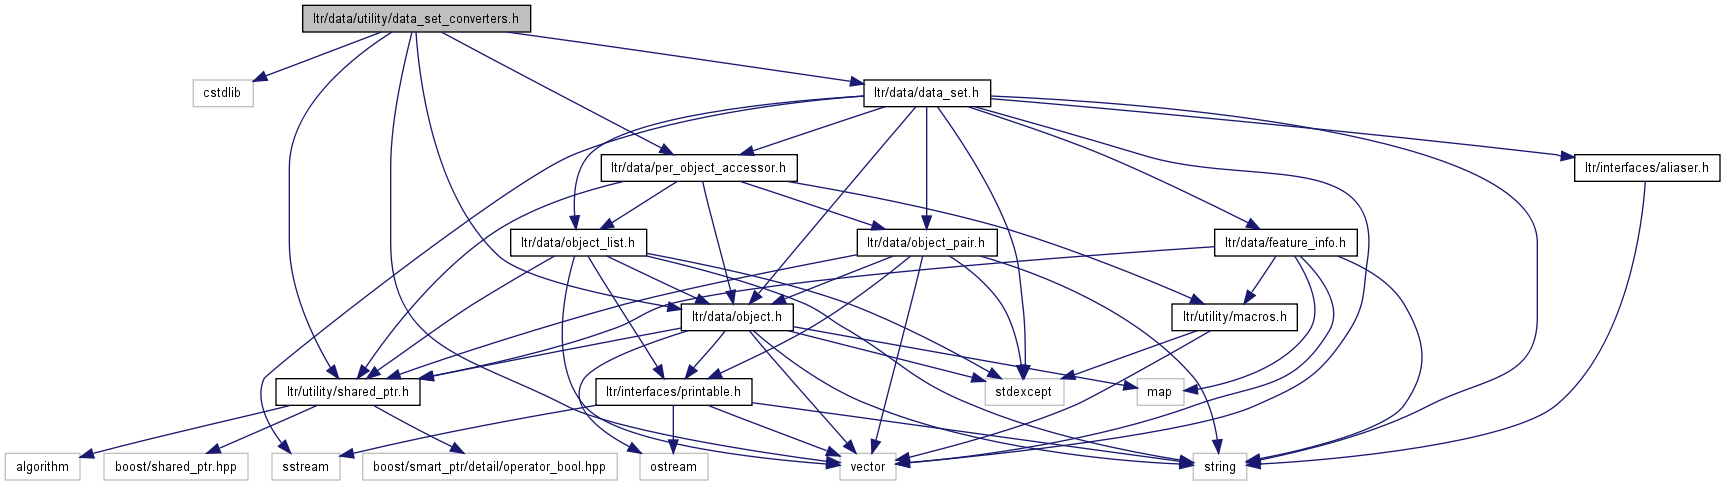 ltr/data/utility/data_set_converters.h
cstdlib
ltr/data/data_set.h
ltr/data/per_object_accessor.h
ltr/interfaces/aliaser.h
ltr/data/object_list.h
ltr/data/object_pair.h
ltr/data/feature_info.h
ltr/data/object.h
ltr/utility/macros.h
ltr/utility/shared_ptr.h
ltr/interfaces/printable.h
stdexcept
map
algorithm
boost/shared_ptr.hpp
sstream
boost/smart_ptr/detail/operator_bool.hpp
ostream
vector
string